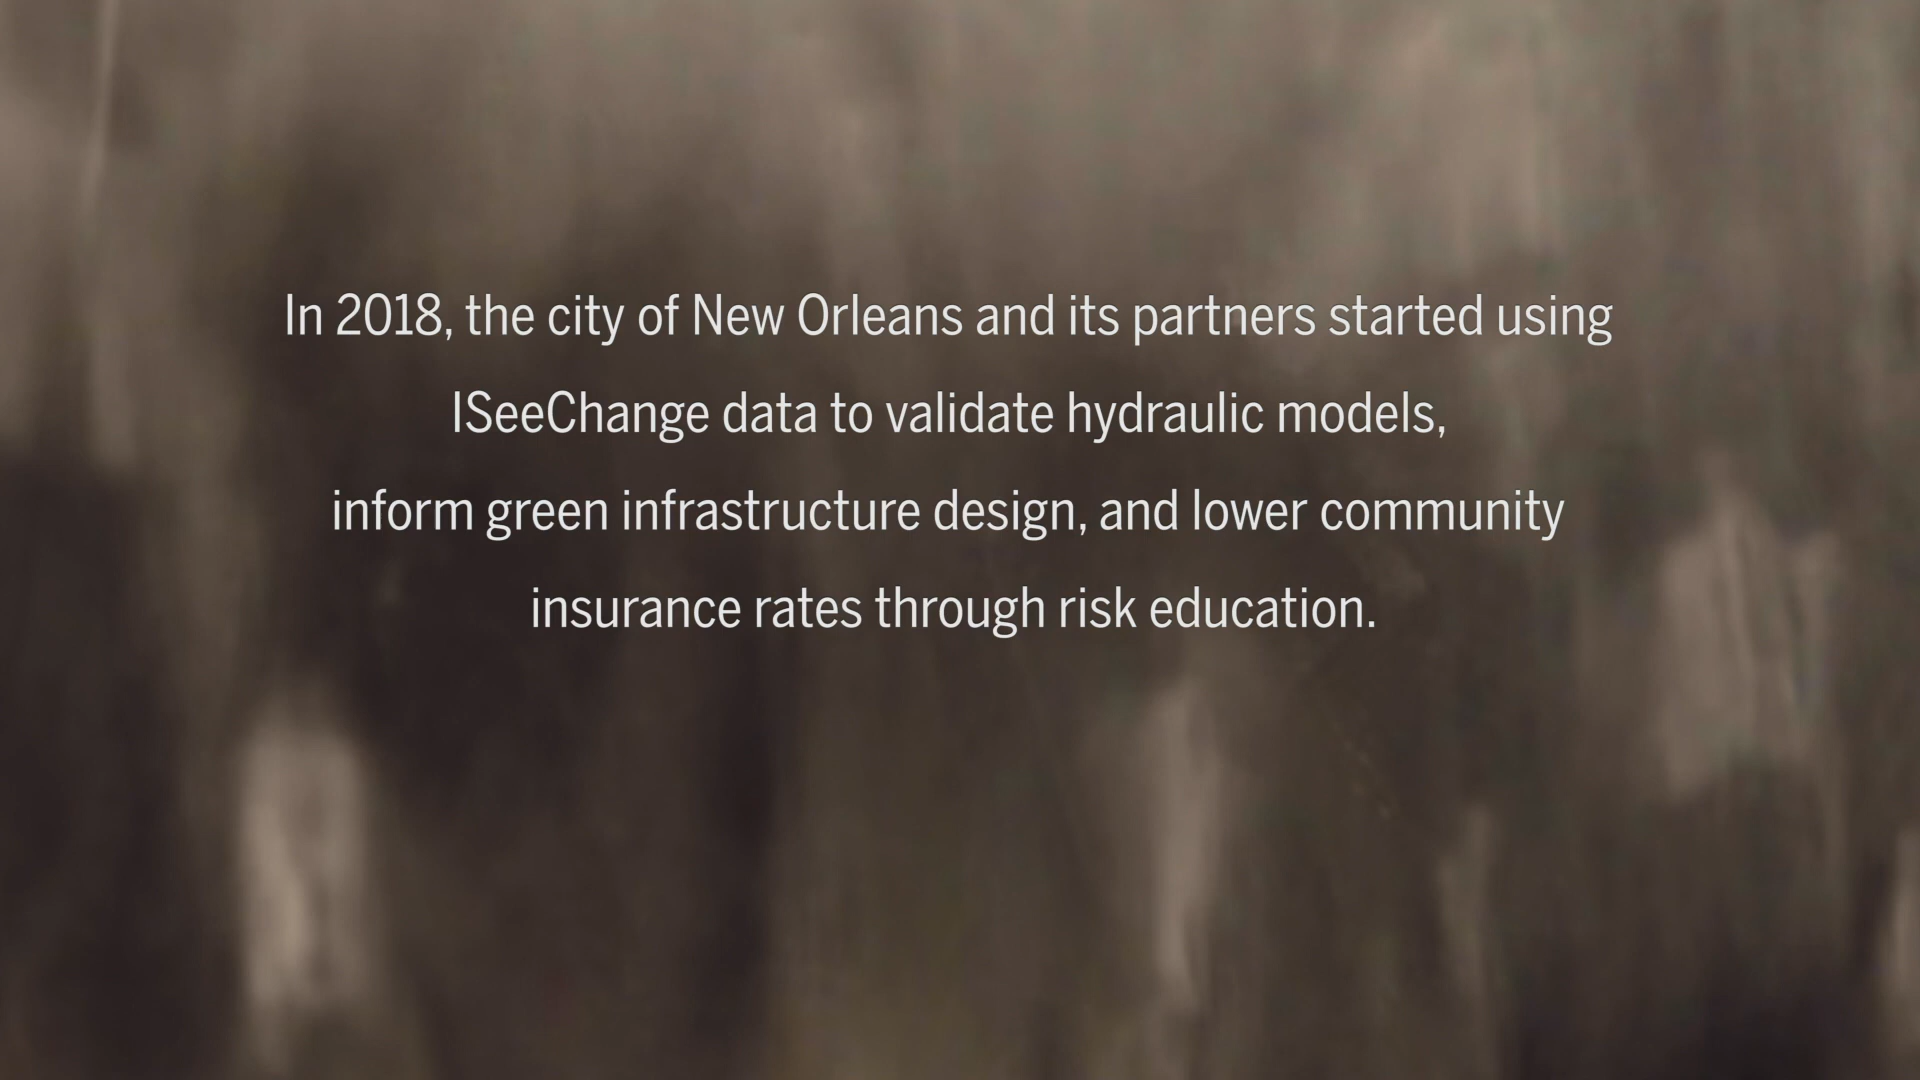 In 2018, the city of New Orleans and its partners started using
ISeeChange data to validate hydraulic models,
inform green infrastructure design, and lower community
insurance rates through risk education.